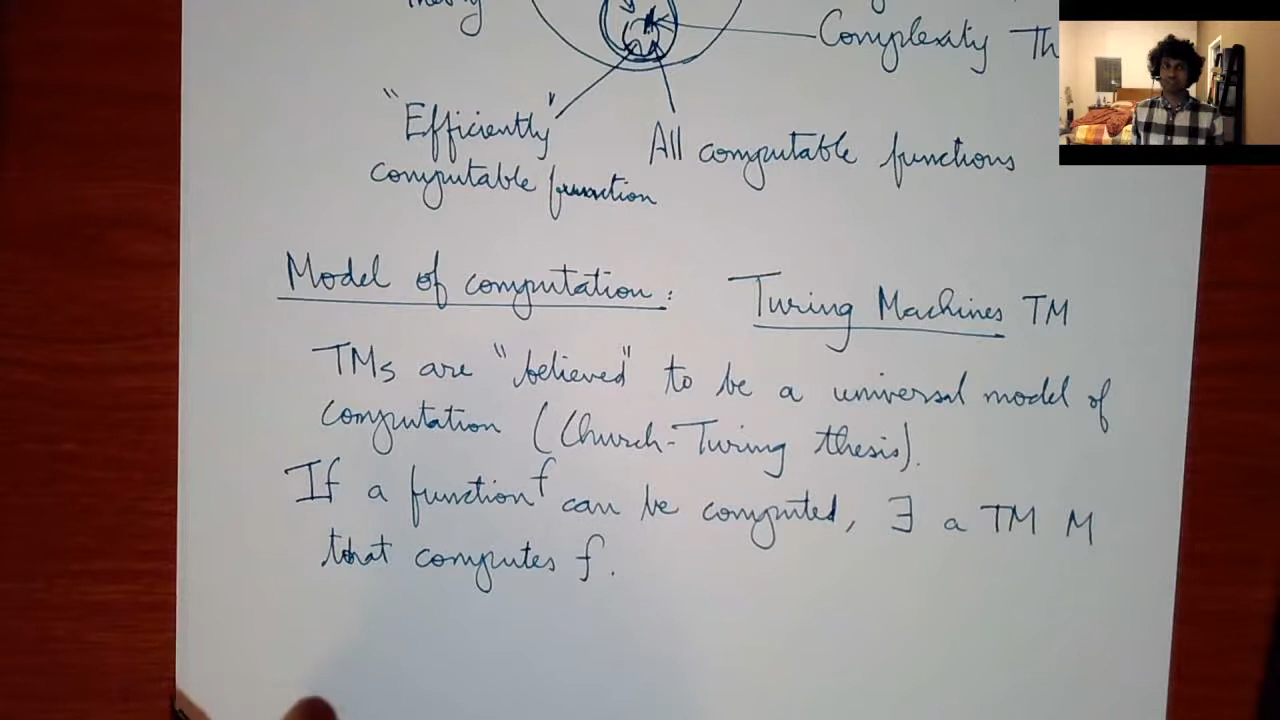 Complexity Th
"Efficiently"
computable function
All computable functions
Model of computation: Turing Machines TM
TMs are "believed" to be a universal model of
computation (Church-Turing thesis).
If a function f can be computed, ∃ a TM M
that computes f.